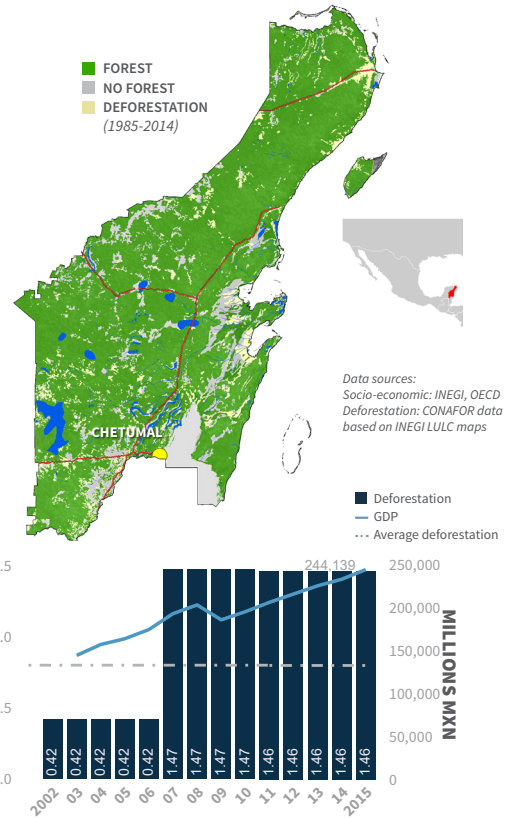 FOREST
NO FOREST
DEFORESTATION
(1985-2014)
Data sources:
Socio-economic: INEGI, OECD
Deforestation: CONAFOR data
based on INEGI LULC maps
CHETUMAL
Deforestation
GDP
Average deforestation
.5
.0
.5
.0
244,139
250,000
200,000
150,000
100,000
50,000
0
MILLIONS MXN
0.42 0.42 0.42 0.42 0.42 1.47 1.47 1.47 1.47 1.46 1.46 1.46 1.46 1.46
2002 03 04 05 06 07 08 09 10 11 12 13 14 2015